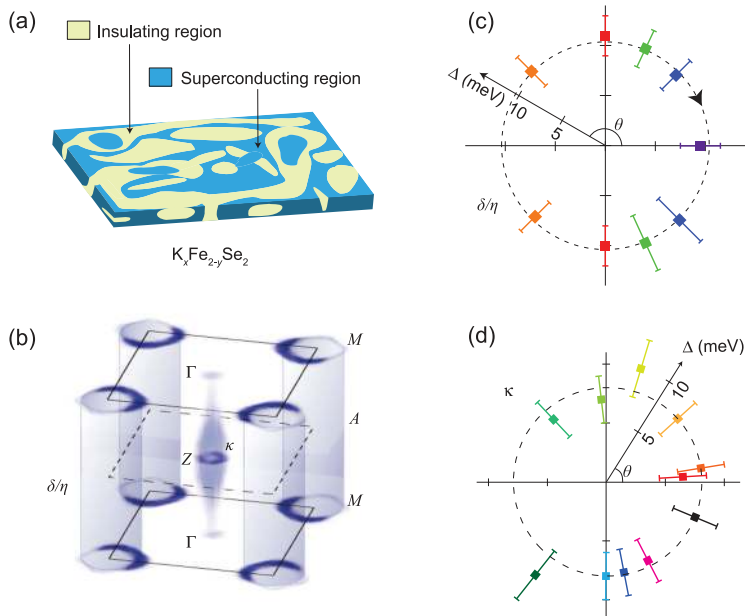 (a)
Insulating region
Superconducting region
KxFe2-ySe2
(b)
M
Γ
A
Z
κ
δ/η
M
Γ
(c)
Δ (meV)
10
5
θ
δ/η
(d)
Δ (meV)
κ
10
5
θ